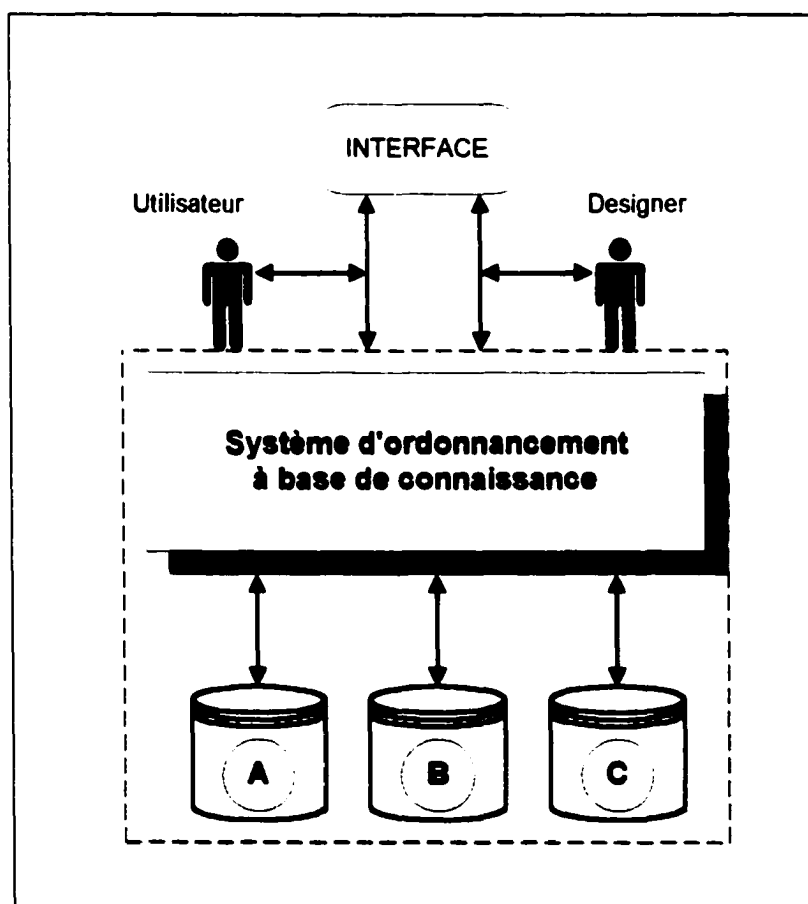 INTERFACE
Utilisateur
Designer
Système d'ordonnancement
à base de connaissance
A
B
C